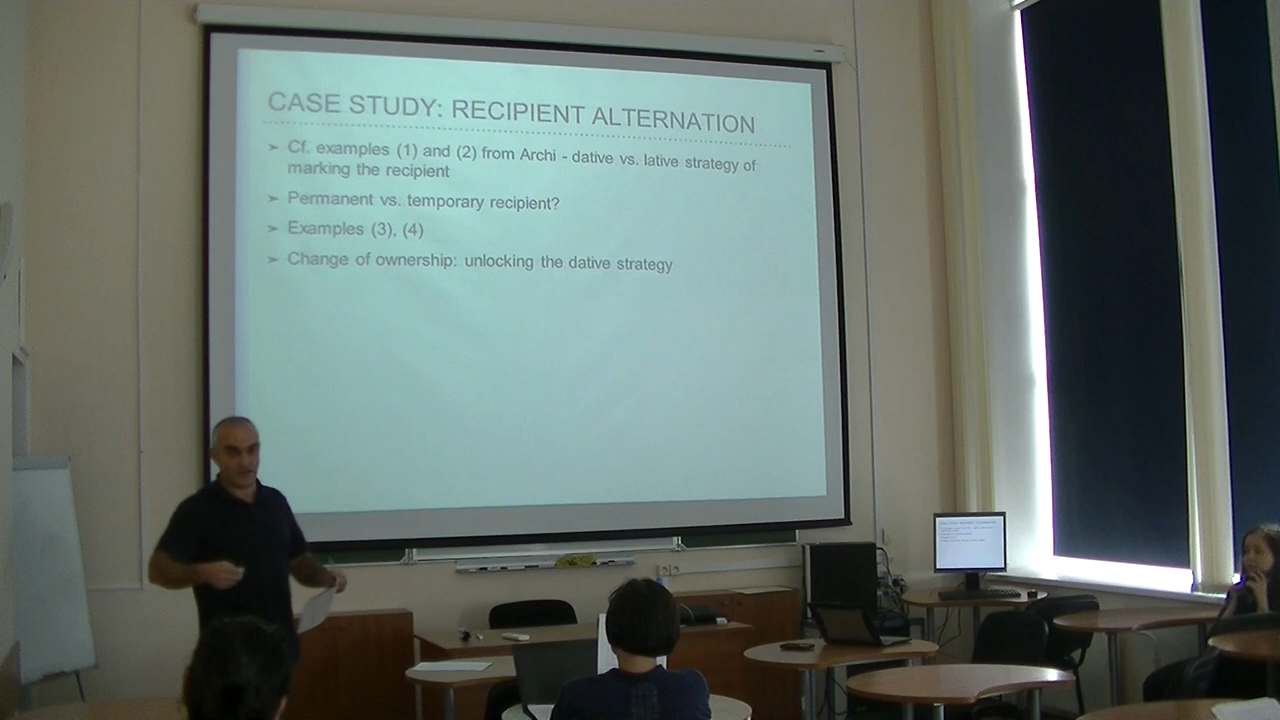 CASE STUDY: RECIPIENT ALTERNATION
➢ Cf. examples (1) and (2) from Archi - dative vs. lative strategy of
marking the recipient
➢ Permanent vs. temporary recipient?
➢ Examples (3), (4)
➢ Change of ownership: unlocking the dative strategy